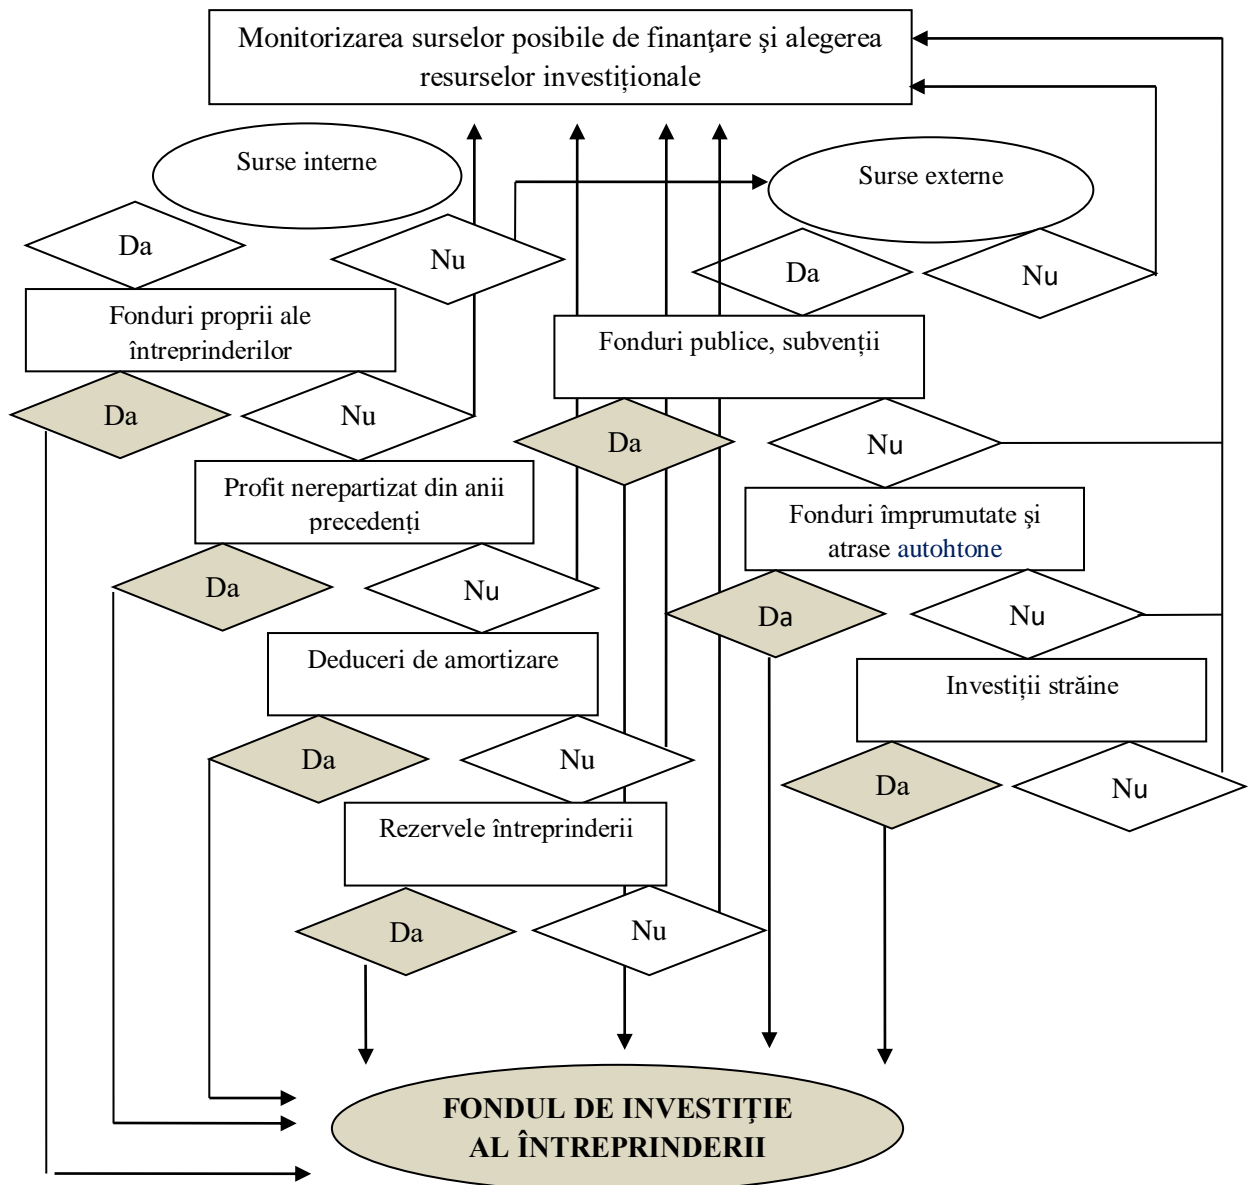 Monitorizarea surselor posibile de finanţare şi alegerea
resurselor investiționale
Surse interne
Surse externe
Da
Nu
Da
Nu
Fonduri proprii ale
întreprinderilor
Fonduri publice, subvenții
Da
Nu
Da
Nu
Profit nerepartizat din anii
precedenți
Fonduri împrumutate şi
atrase autohtone
Da
Nu
Da
Nu
Deduceri de amortizare
Investiții străine
Da
Nu
Da
Nu
Rezervele întreprinderii
Da
Nu
FONDUL DE INVESTIŢIE
AL ÎNTREPRINDERII